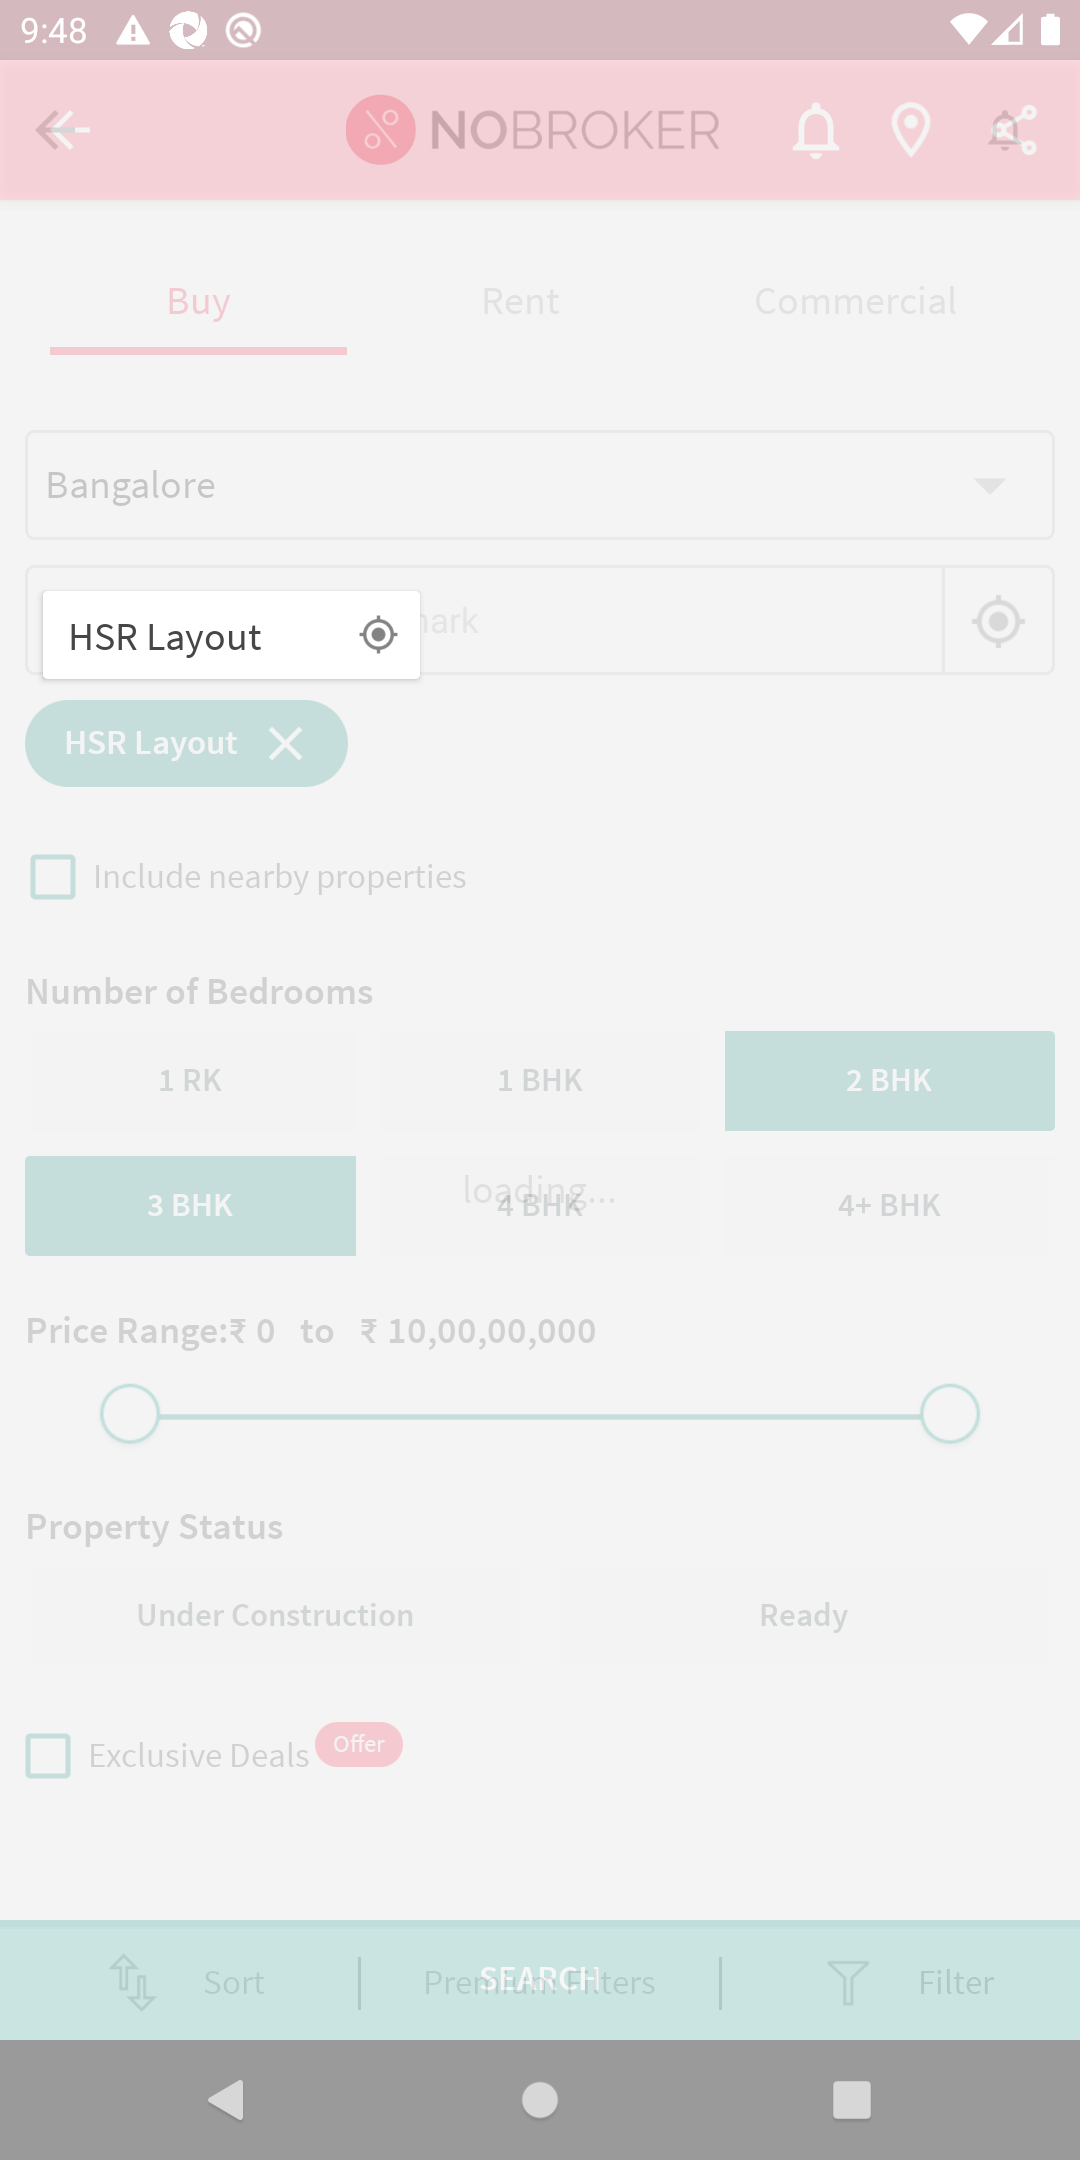 9:48
NOBROKER
Buy
Rent
Commercial
Bangalore
HSR Layout
mark
HSR Layout
Include nearby properties
Number of Bedrooms
1 RK
1 BHK
2 BHK
3 BHK
loading...
4 BHK
4+ BHK
Price Range:₹ 0 to ₹ 10,00,00,000
Property Status
Under Construction
Ready
Exclusive Deals
Offer
Sort
Premium Filters
SEARCH
Filter